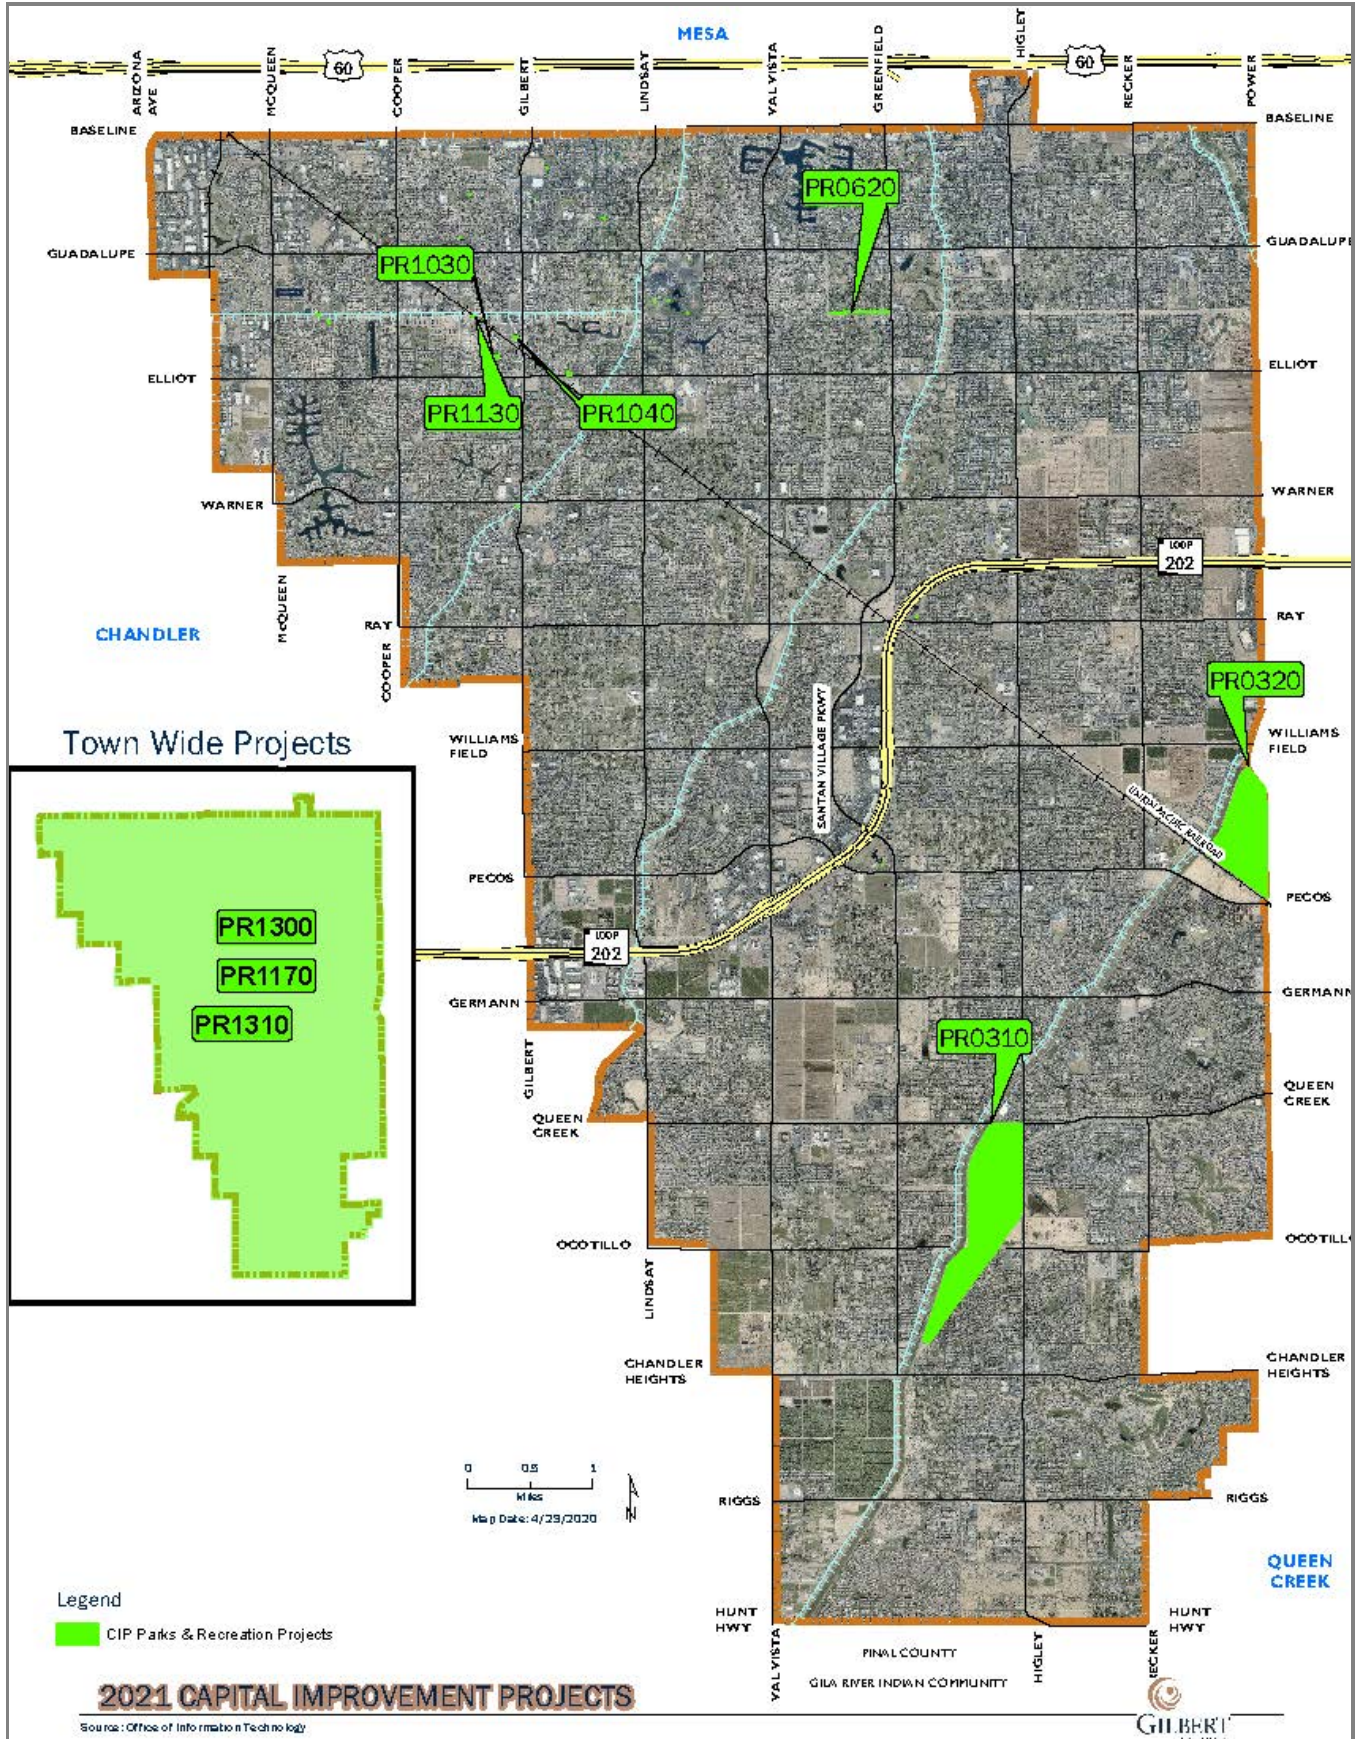 MESA
ARIZONA
AVE
MCQUEEN
60
COOPER
GILBERT
LINDSAY
VAL VISTA
GREENFIELD
HIGLEY
60
RECKER
POWER
BASELINE
BASELINE
PR0620
GUADALUPE
GUADALUPE
PR1030
ELLIOT
ELLIOT
PR1130
PR1040
WARNER
WARNER
LOOP
202
MCQUEEN
CHANDLER
RAY
RAY
COOPER
PR0320
SANTAN VILLAGE PKWY
WILLIAMS
FIELD
WILLIAMS
FIELD
UNION PACIFIC RAILROAD
Town Wide Projects
PR1300
PR1170
PR1310
PECOS
PECOS
LOOP
202
GERMANN
GERMANN
PR0310
GILBERT
QUEEN
CREEK
QUEEN
CREEK
OCOTILLO
OCOTILL
LINDSAY
CHANDLER
HEIGHTS
CHANDLER
HEIGHTS
0 0.5 1
Miles
Map Date: 4/29/2020
N
RIGGS
RIGGS
QUEEN
CREEK
Legend
CIP Parks & Recreation Projects
HUNT
HWY
HUNT
HWY
VAL VISTA
PINAL COUNTY
GILA RIVER INDIAN COMMUNITY
HIGLEY
RECKER
2021 CAPITAL IMPROVEMENT PROJECTS
Source: Office of Information Technology
GILBERT